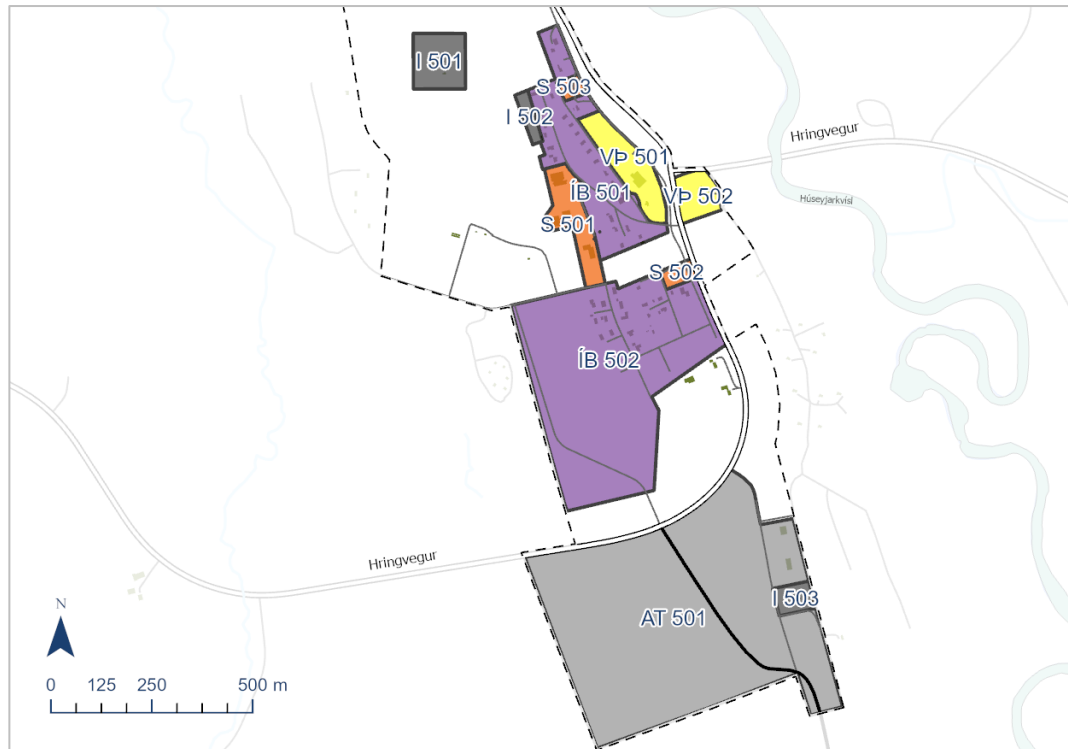 I 501
S 503
I 502
Hringvegur
VÞ 501
ÍB 501
VÞ 502
Húseyjarkvísl
S 501
S 502
ÍB 502
Hringvegur
I 503
AT 501
N
0 125 250 500 m